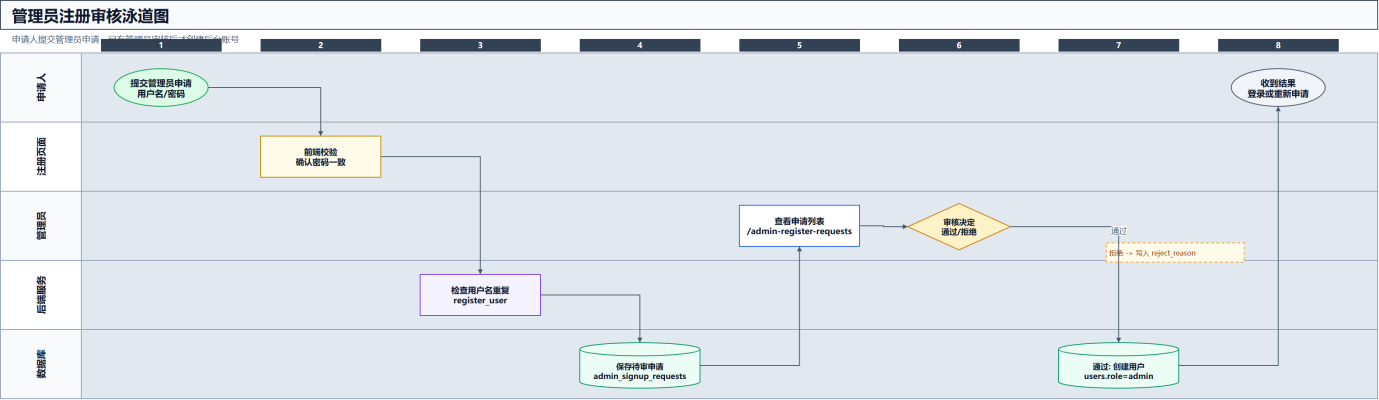 管理员注册审核泳道图
申请人提交管理员申请，已有管理员审核后才创建后台账号
1
2
3
4
5
6
7
8
申请人
提交管理员申请
用户名/密码
收到结果
登录或重新申请
注册页面
前端校验
确认密码一致
管理员
查看申请列表
/admin-register-requests
审核决定
通过/拒绝
通过
拒绝 -> 写入 reject_reason
后端服务
检查用户名重复
register_user
数据库
保存待审申请
admin_signup_requests
通过: 创建用户
users.role=admin